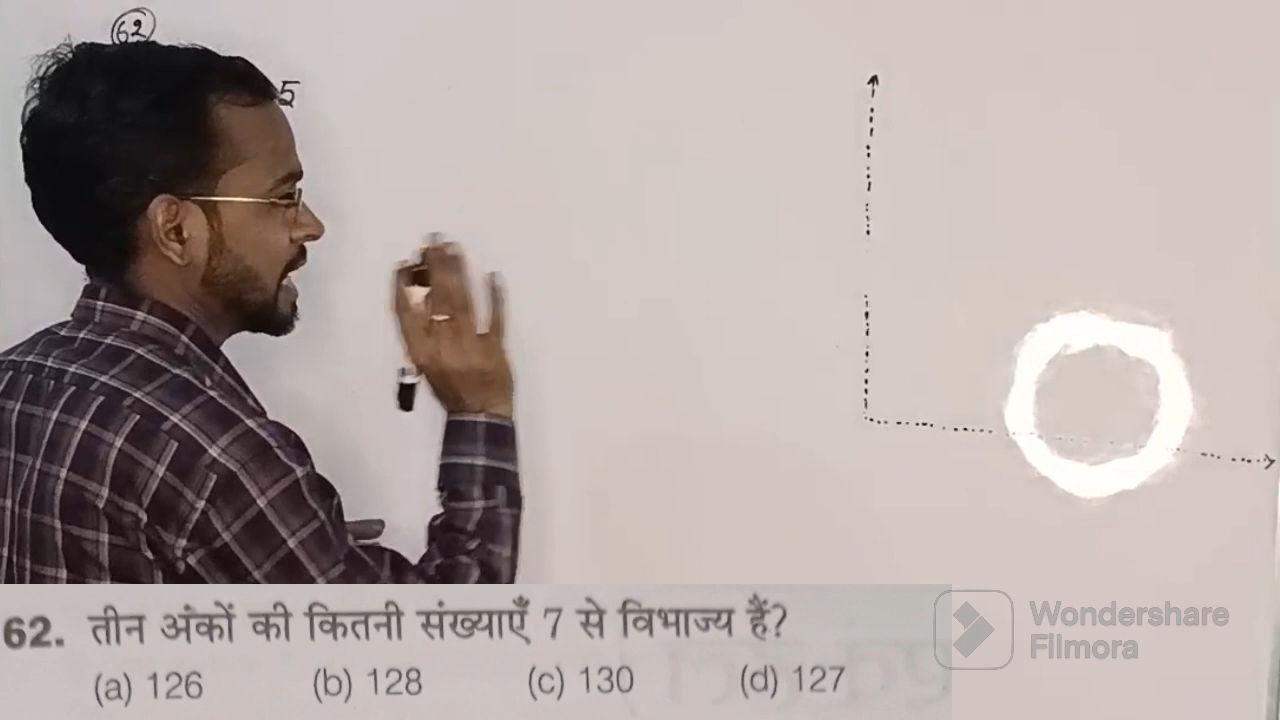 62
5
62. तीन अंकों की कितनी संख्याएँ 7 से विभाज्य हैं?
(a) 126 (b) 128 (c) 130 (d) 127
Wondershare
Filmora